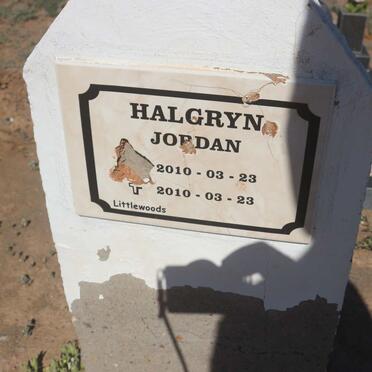 HALGRYN
JORDAN
2010 - 03 - 23
2010 - 03 - 23
Littlewoods